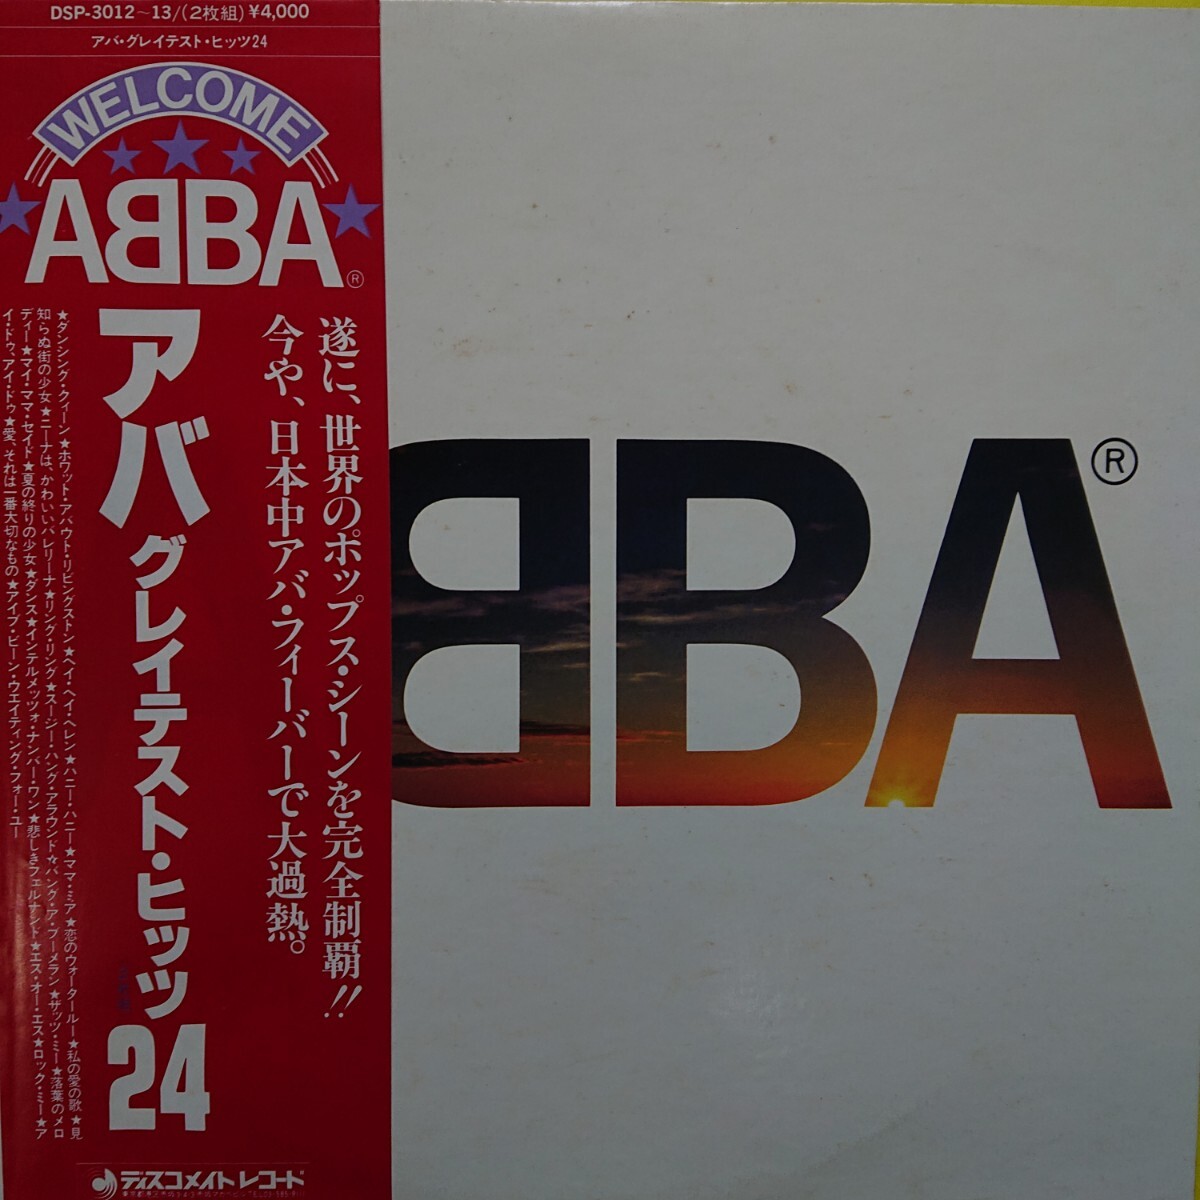 DSP-3012~13/(2枚組)¥4,000
アバ・グレイテスト・ヒッツ24
WELCOME
ABBA®
遂に、世界のポップス・シーンを完全制覇!!
今や、日本中アバ・フィーバーで大過熱。
アバ グレイテスト・ヒッツ24
★ダンシング・クィーン★ホワット・アバウト・リビングストン★ヘイ・ヘイ・ヘレン★ハニー・ハニー★ママ・ミア★恋のウォータールー★私の愛の歌★見
知らぬ街の少女★ニーナは、かわいいバレリーナ★リング・リング★スージー・ハング・アラウンド★バング・ア・ブーメラン★ザッツ・ミー★落葉のメロ
ディー★マイ・ママ・セイド★夏の終りの少女★ダンス★インテルメッツォ・ナンバー・ワン★悲しきフェルナンド★エス・オー・エス★ロック・ミー★ア
イ・ドゥ、アイ・ドゥ★愛、それは一番大切なもの★アイブ・ビーン・ウエイティング・フォー・ユー
ディスコメイト レコード
BBA®